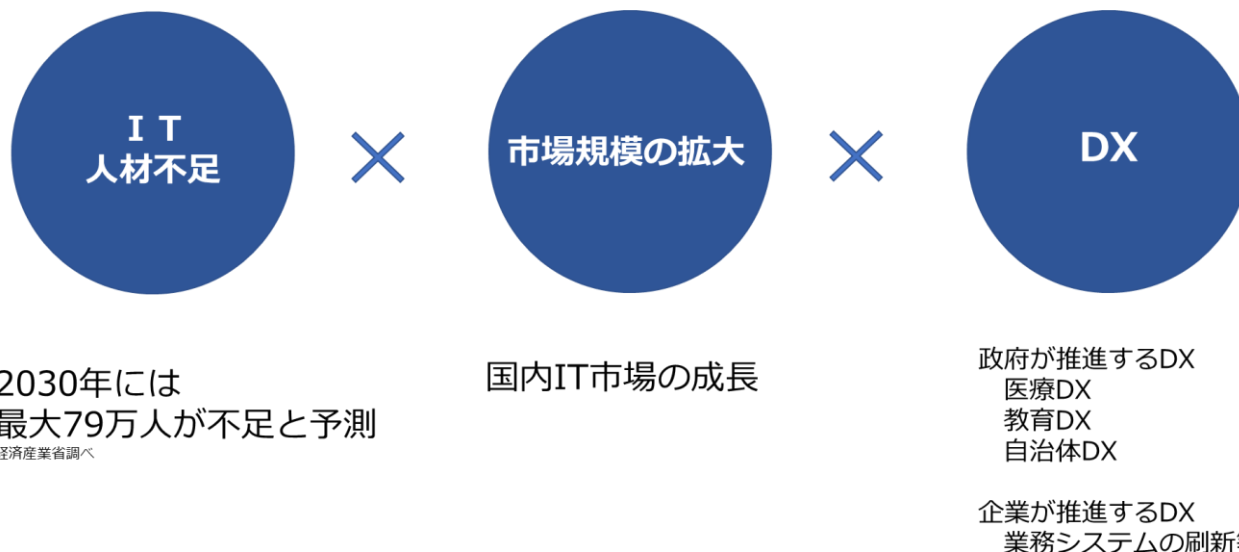 ＩＴ
人材不足
市場規模の拡大
DX
2030年には
最大79万人が不足と予測
経済産業省調べ
国内IT市場の成長
政府が推進するDX
医療DX
教育DX
自治体DX
企業が推進するDX
業務システムの刷新